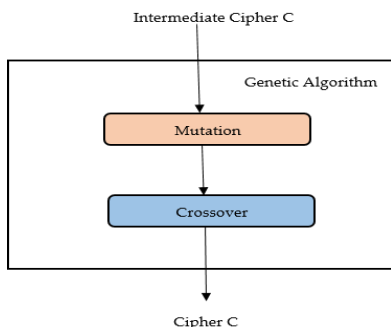 Intermediate Cipher C
Genetic Algorithm
Mutation
Crossover
Cipher C